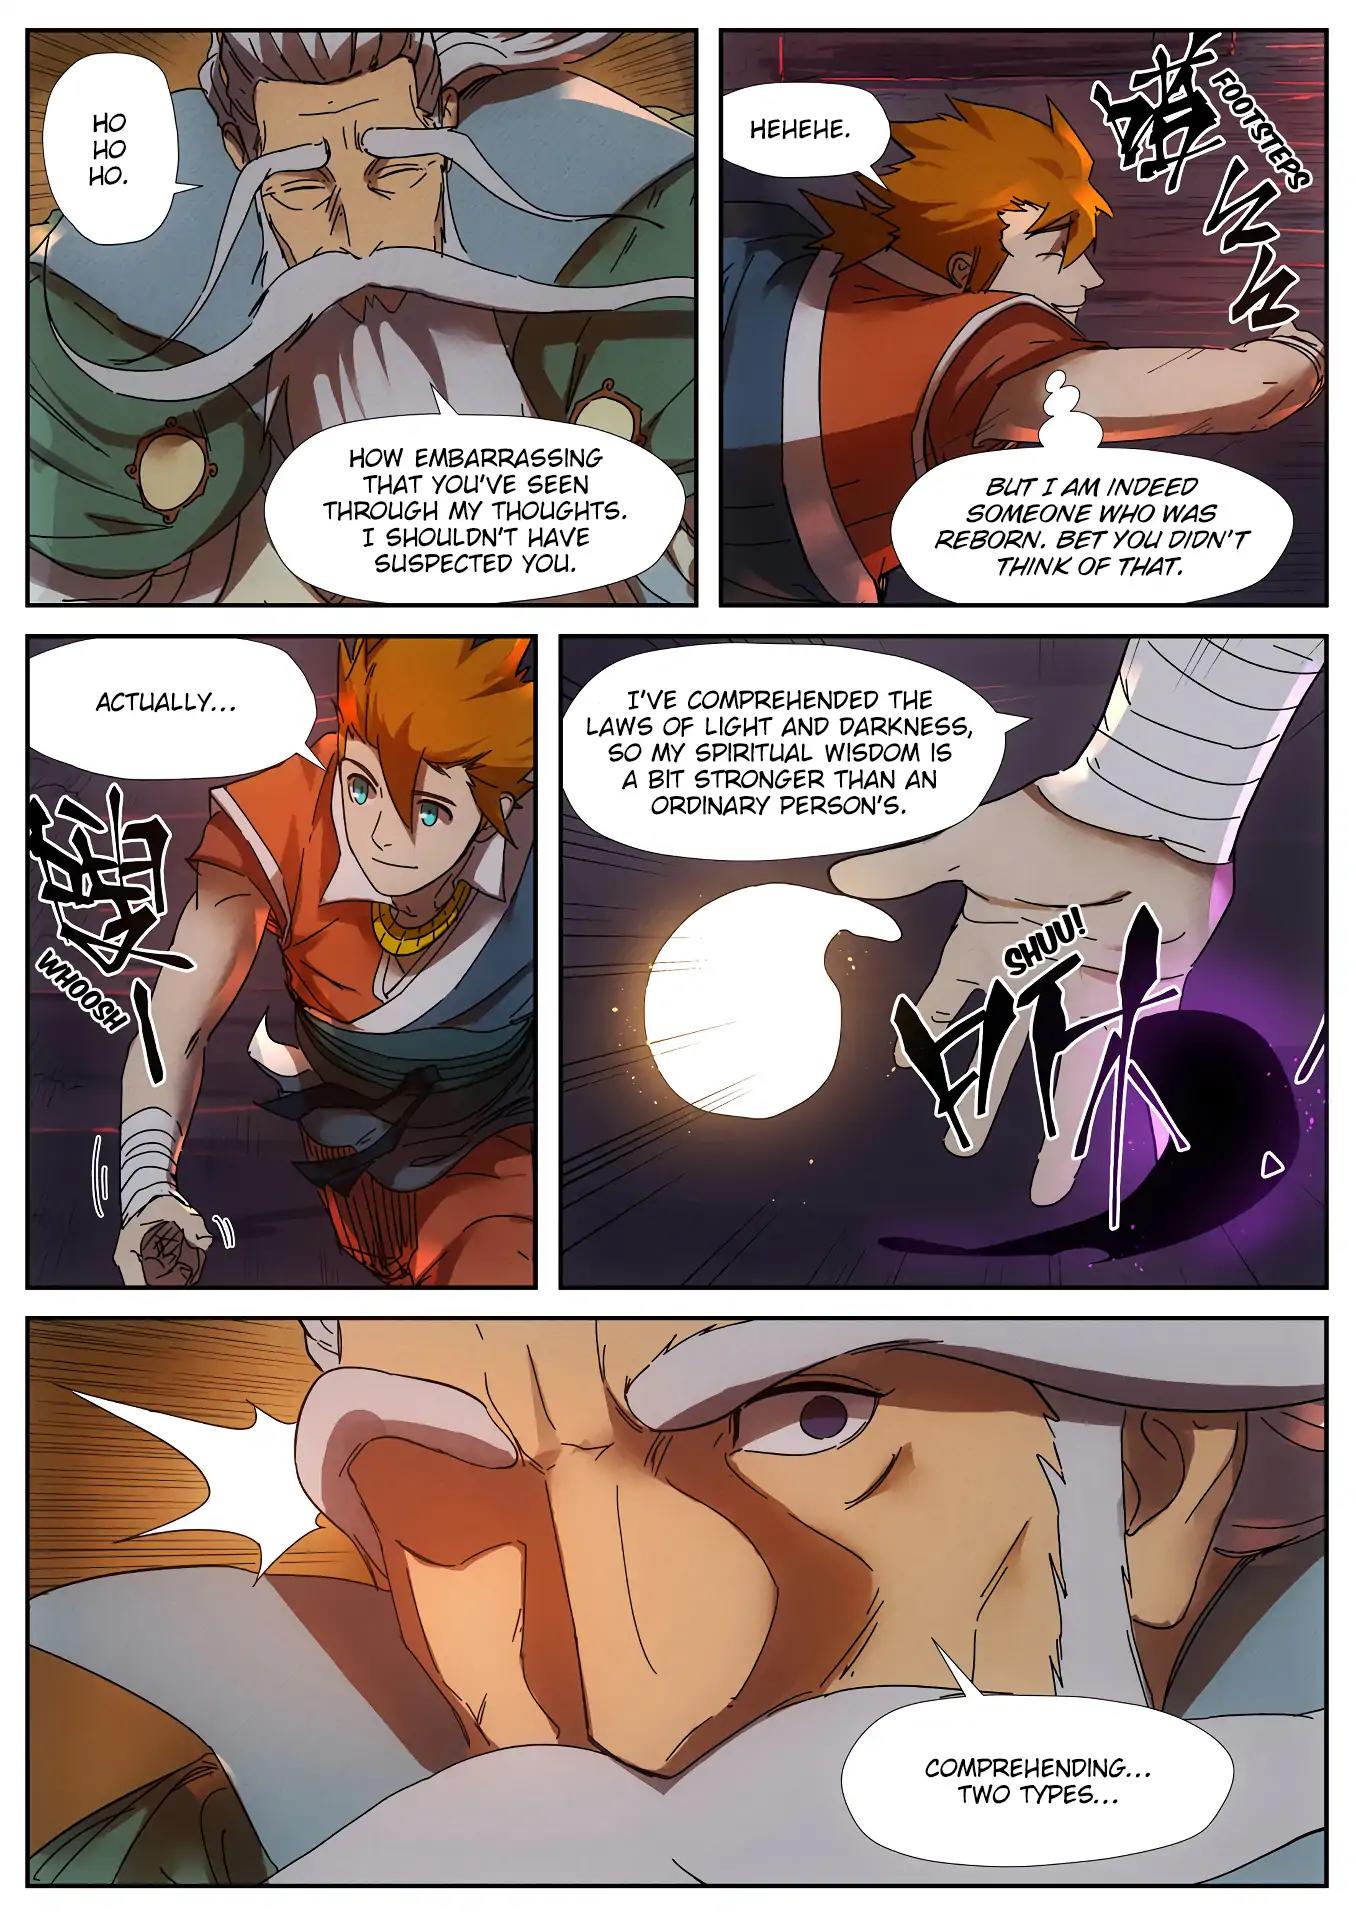 HO
HO
HO.
HOW EMBARRASSING
THAT YOU'VE SEEN
THROUGH MY THOUGHTS.
I SHOULDN'T HAVE
SUSPECTED YOU.
HEHEHE.
FOOTSTEPS
BUT I AM INDEED
SOMEONE WHO WAS
REBORN. BET YOU DIDN'T
THINK OF THAT.
ACTUALLY...
WHOOSH
I'VE COMPREHENDED THE
LAWS OF LIGHT AND DARKNESS,
SO MY SPIRITUAL WISDOM IS
A BIT STRONGER THAN AN
ORDINARY PERSON'S.
SHUU!
COMPREHENDING...
TWO TYPES...